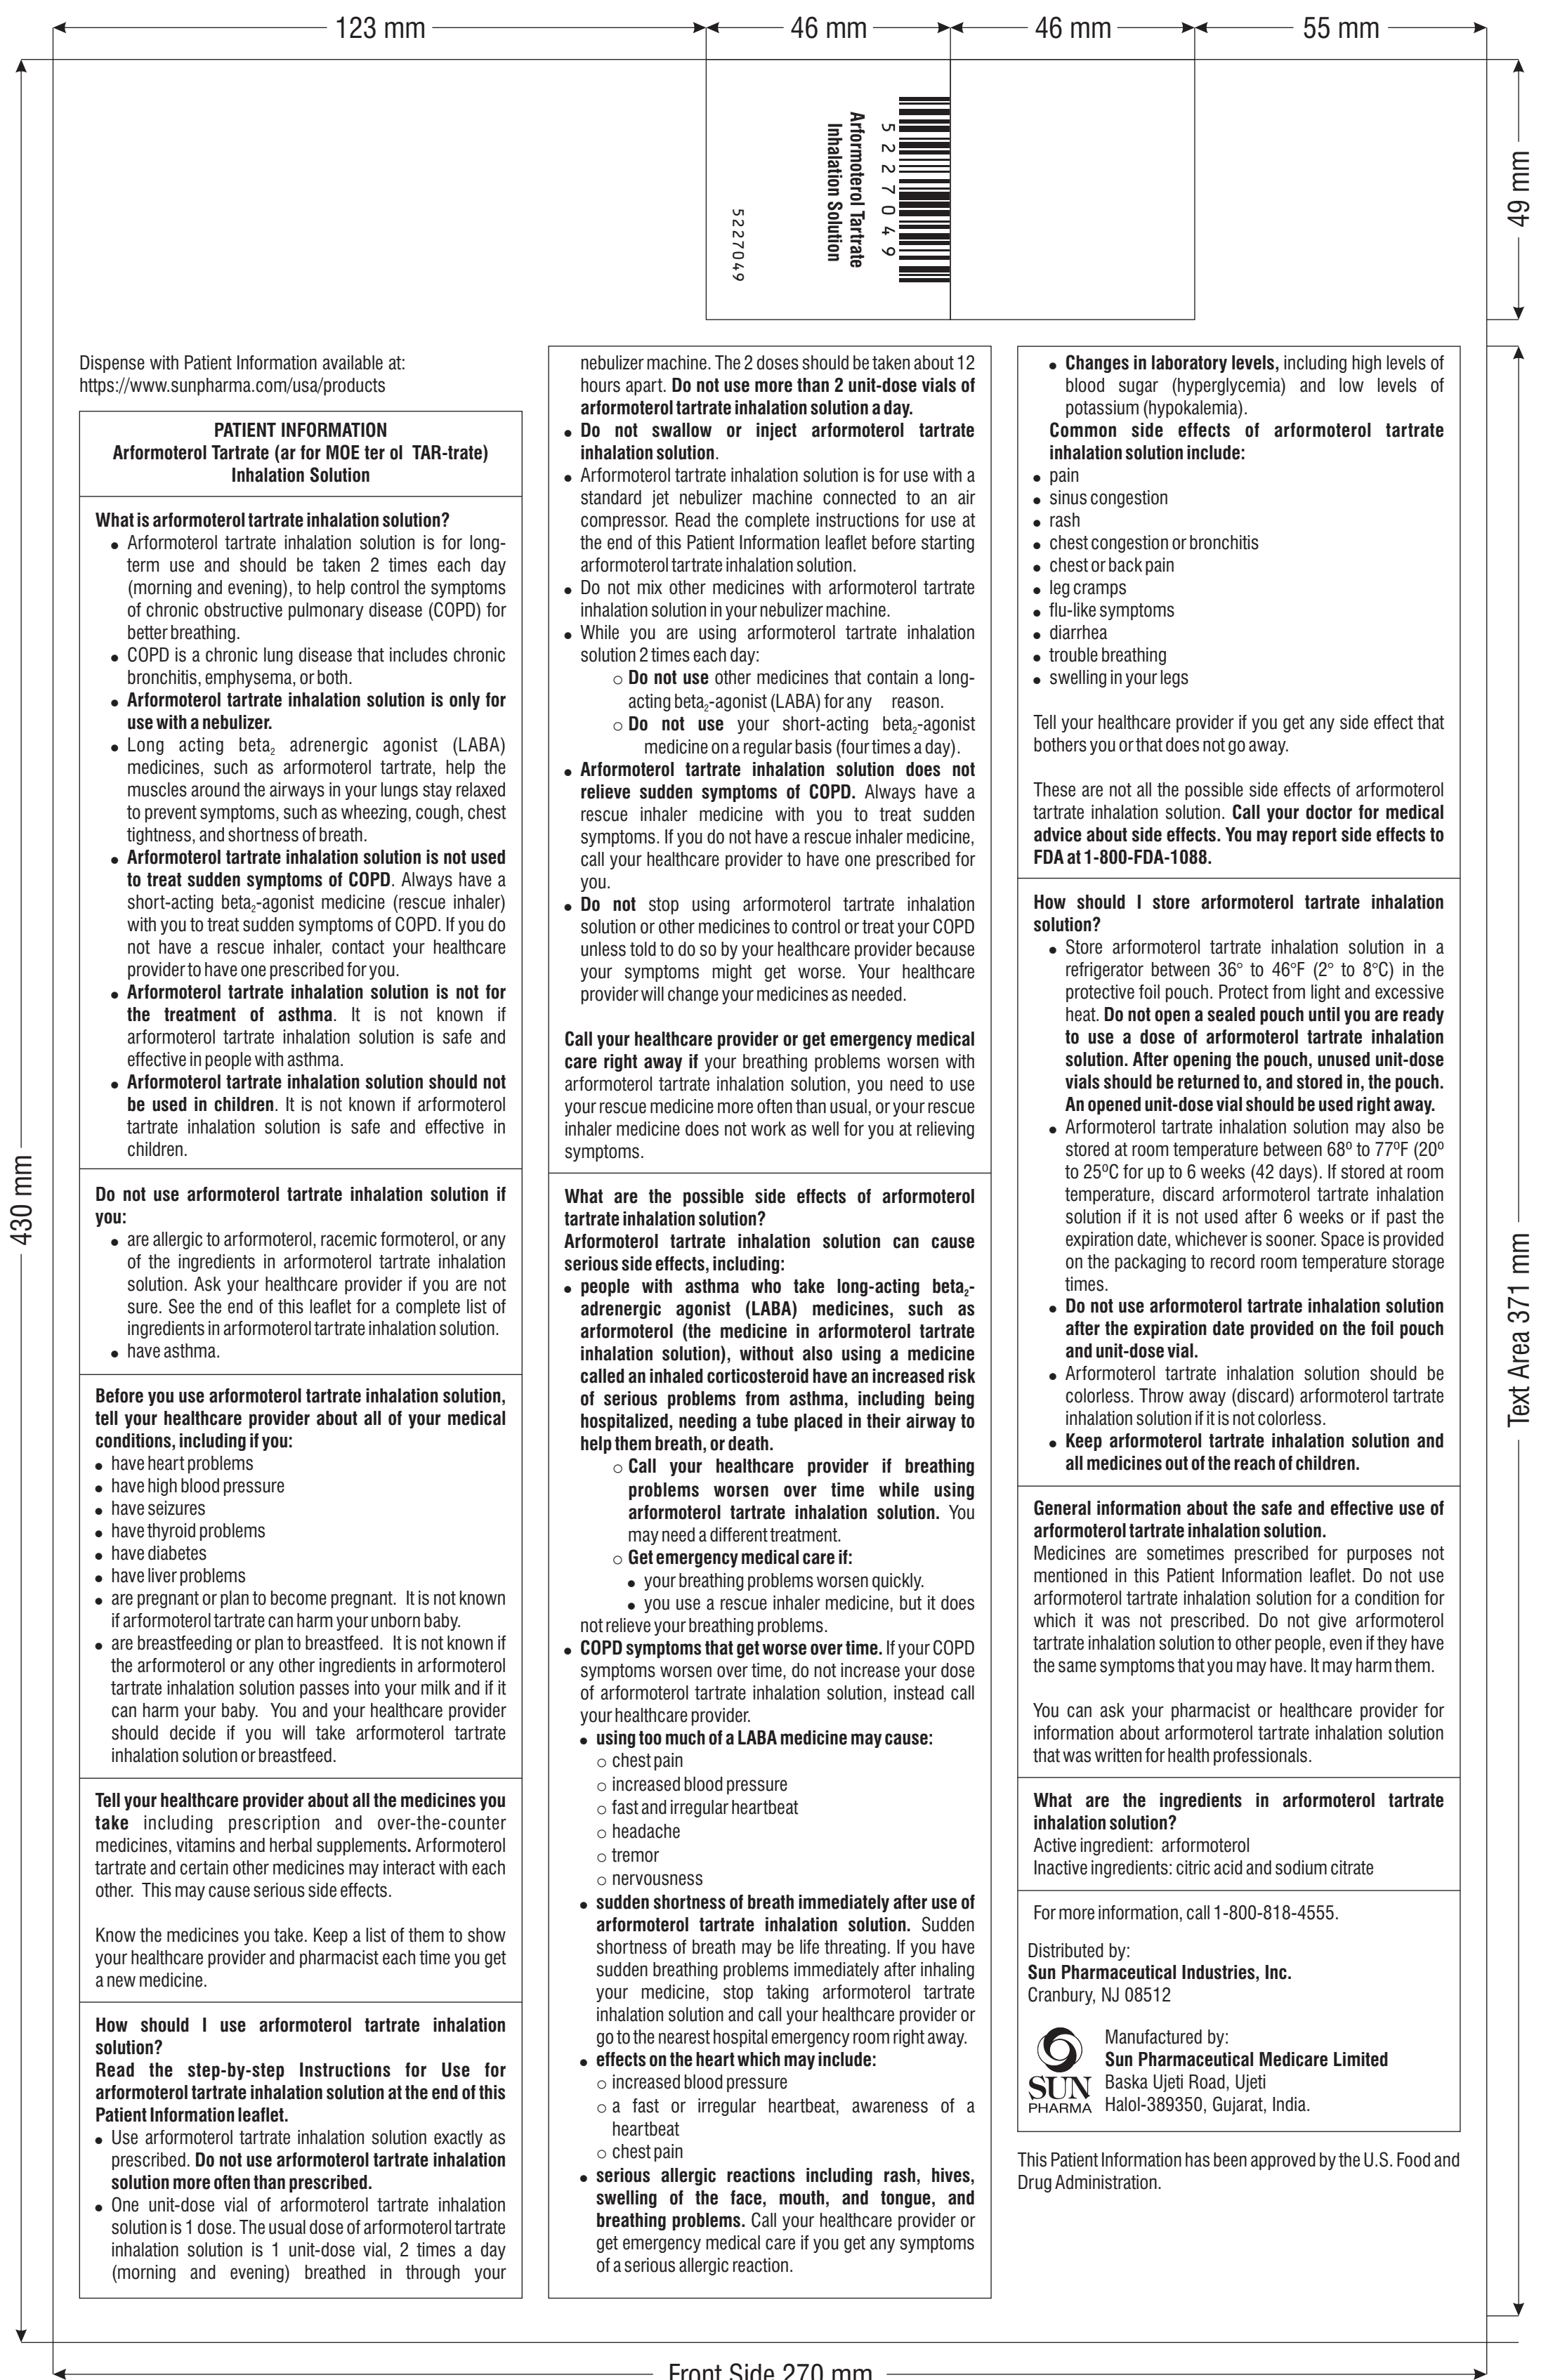 123 mm
46 mm
46 mm
55 mm
49 mm
Arformoterol Tartrate
Inhalation Solution
5227049
5227049
430 mm
Text Area 371 mm
Dispense with Patient Information available at:
https://www.sunpharma.com/usa/products
PATIENT INFORMATION
Arformoterol Tartrate (ar for MOE ter ol TAR-trate)
Inhalation Solution
What is arformoterol tartrate inhalation solution?
● Arformoterol tartrate inhalation solution is for long-
term use and should be taken 2 times each day
(morning and evening), to help control the symptoms
of chronic obstructive pulmonary disease (COPD) for
better breathing.
● COPD is a chronic lung disease that includes chronic
bronchitis, emphysema, or both.
● Arformoterol tartrate inhalation solution is only for
use with a nebulizer.
● Long acting beta₂ adrenergic agonist (LABA)
medicines, such as arformoterol tartrate, help the
muscles around the airways in your lungs stay relaxed
to prevent symptoms, such as wheezing, cough, chest
tightness, and shortness of breath.
● Arformoterol tartrate inhalation solution is not used
to treat sudden symptoms of COPD. Always have a
short-acting beta₂-agonist medicine (rescue inhaler)
with you to treat sudden symptoms of COPD. If you do
not have a rescue inhaler, contact your healthcare
provider to have one prescribed for you.
● Arformoterol tartrate inhalation solution is not for
the treatment of asthma. It is not known if
arformoterol tartrate inhalation solution is safe and
effective in people with asthma.
● Arformoterol tartrate inhalation solution should not
be used in children. It is not known if arformoterol
tartrate inhalation solution is safe and effective in
children.
Do not use arformoterol tartrate inhalation solution if
you:
● are allergic to arformoterol, racemic formoterol, or any
of the ingredients in arformoterol tartrate inhalation
solution. Ask your healthcare provider if you are not
sure. See the end of this leaflet for a complete list of
ingredients in arformoterol tartrate inhalation solution.
● have asthma.
Before you use arformoterol tartrate inhalation solution,
tell your healthcare provider about all of your medical
conditions, including if you:
● have heart problems
● have high blood pressure
● have seizures
● have thyroid problems
● have diabetes
● have liver problems
● are pregnant or plan to become pregnant. It is not known
if arformoterol tartrate can harm your unborn baby.
● are breastfeeding or plan to breastfeed. It is not known if
the arformoterol or any other ingredients in arformoterol
tartrate inhalation solution passes into your milk and if it
can harm your baby. You and your healthcare provider
should decide if you will take arformoterol tartrate
inhalation solution or breastfeed.
Tell your healthcare provider about all the medicines you
take including prescription and over-the-counter
medicines, vitamins and herbal supplements. Arformoterol
tartrate and certain other medicines may interact with each
other. This may cause serious side effects.
Know the medicines you take. Keep a list of them to show
your healthcare provider and pharmacist each time you get
a new medicine.
How should I use arformoterol tartrate inhalation
solution?
Read the step-by-step Instructions for Use for
arformoterol tartrate inhalation solution at the end of this
Patient Information leaflet.
● Use arformoterol tartrate inhalation solution exactly as
prescribed. Do not use arformoterol tartrate inhalation
solution more often than prescribed.
● One unit-dose vial of arformoterol tartrate inhalation
solution is 1 dose. The usual dose of arformoterol tartrate
inhalation solution is 1 unit-dose vial, 2 times a day
(morning and evening) breathed in through your
nebulizer machine. The 2 doses should be taken about 12
hours apart. Do not use more than 2 unit-dose vials of
arformoterol tartrate inhalation solution a day.
● Do not swallow or inject arformoterol tartrate
inhalation solution.
● Arformoterol tartrate inhalation solution is for use with a
standard jet nebulizer machine connected to an air
compressor. Read the complete instructions for use at
the end of this Patient Information leaflet before starting
arformoterol tartrate inhalation solution.
● Do not mix other medicines with arformoterol tartrate
inhalation solution in your nebulizer machine.
● While you are using arformoterol tartrate inhalation
solution 2 times each day:
○ Do not use other medicines that contain a long-
acting beta₂-agonist (LABA) for any reason.
○ Do not use your short-acting beta₂-agonist
medicine on a regular basis (four times a day).
● Arformoterol tartrate inhalation solution does not
relieve sudden symptoms of COPD. Always have a
rescue inhaler medicine with you to treat sudden
symptoms. If you do not have a rescue inhaler medicine,
call your healthcare provider to have one prescribed for
you.
● Do not stop using arformoterol tartrate inhalation
solution or other medicines to control or treat your COPD
unless told to do so by your healthcare provider because
your symptoms might get worse. Your healthcare
provider will change your medicines as needed.
Call your healthcare provider or get emergency medical
care right away if your breathing problems worsen with
arformoterol tartrate inhalation solution, you need to use
your rescue medicine more often than usual, or your rescue
inhaler medicine does not work as well for you at relieving
symptoms.
What are the possible side effects of arformoterol
tartrate inhalation solution?
Arformoterol tartrate inhalation solution can cause
serious side effects, including:
● people with asthma who take long-acting beta₂-
adrenergic agonist (LABA) medicines, such as
arformoterol (the medicine in arformoterol tartrate
inhalation solution), without also using a medicine
called an inhaled corticosteroid have an increased risk
of serious problems from asthma, including being
hospitalized, needing a tube placed in their airway to
help them breath, or death.
○ Call your healthcare provider if breathing
problems worsen over time while using
arformoterol tartrate inhalation solution. You
may need a different treatment.
○ Get emergency medical care if:
● your breathing problems worsen quickly.
● you use a rescue inhaler medicine, but it does
not relieve your breathing problems.
● COPD symptoms that get worse over time. If your COPD
symptoms worsen over time, do not increase your dose
of arformoterol tartrate inhalation solution, instead call
your healthcare provider.
● using too much of a LABA medicine may cause:
○ chest pain
○ increased blood pressure
○ fast and irregular heartbeat
○ headache
○ tremor
○ nervousness
● sudden shortness of breath immediately after use of
arformoterol tartrate inhalation solution. Sudden
shortness of breath may be life threating. If you have
sudden breathing problems immediately after inhaling
your medicine, stop taking arformoterol tartrate
inhalation solution and call your healthcare provider or
go to the nearest hospital emergency room right away.
● effects on the heart which may include:
○ increased blood pressure
○ a fast or irregular heartbeat, awareness of a
heartbeat
○ chest pain
● serious allergic reactions including rash, hives,
swelling of the face, mouth, and tongue, and
breathing problems. Call your healthcare provider or
get emergency medical care if you get any symptoms
of a serious allergic reaction.
● Changes in laboratory levels, including high levels of
blood sugar (hyperglycemia) and low levels of
potassium (hypokalemia).
Common side effects of arformoterol tartrate
inhalation solution include:
● pain
● sinus congestion
● rash
● chest congestion or bronchitis
● chest or back pain
● leg cramps
● flu-like symptoms
● diarrhea
● trouble breathing
● swelling in your legs
Tell your healthcare provider if you get any side effect that
bothers you or that does not go away.
These are not all the possible side effects of arformoterol
tartrate inhalation solution. Call your doctor for medical
advice about side effects. You may report side effects to
FDA at 1-800-FDA-1088.
How should I store arformoterol tartrate inhalation
solution?
● Store arformoterol tartrate inhalation solution in a
refrigerator between 36° to 46°F (2° to 8°C) in the
protective foil pouch. Protect from light and excessive
heat. Do not open a sealed pouch until you are ready
to use a dose of arformoterol tartrate inhalation
solution. After opening the pouch, unused unit-dose
vials should be returned to, and stored in, the pouch.
An opened unit-dose vial should be used right away.
● Arformoterol tartrate inhalation solution may also be
stored at room temperature between 68º to 77ºF (20º
to 25ºC for up to 6 weeks (42 days). If stored at room
temperature, discard arformoterol tartrate inhalation
solution if it is not used after 6 weeks or if past the
expiration date, whichever is sooner. Space is provided
on the packaging to record room temperature storage
times.
● Do not use arformoterol tartrate inhalation solution
after the expiration date provided on the foil pouch
and unit-dose vial.
● Arformoterol tartrate inhalation solution should be
colorless. Throw away (discard) arformoterol tartrate
inhalation solution if it is not colorless.
● Keep arformoterol tartrate inhalation solution and
all medicines out of the reach of children.
General information about the safe and effective use of
arformoterol tartrate inhalation solution.
Medicines are sometimes prescribed for purposes not
mentioned in this Patient Information leaflet. Do not use
arformoterol tartrate inhalation solution for a condition for
which it was not prescribed. Do not give arformoterol
tartrate inhalation solution to other people, even if they have
the same symptoms that you may have. It may harm them.
You can ask your pharmacist or healthcare provider for
information about arformoterol tartrate inhalation solution
that was written for health professionals.
What are the ingredients in arformoterol tartrate
inhalation solution?
Active ingredient: arformoterol
Inactive ingredients: citric acid and sodium citrate
For more information, call 1-800-818-4555.
Distributed by:
Sun Pharmaceutical Industries, Inc.
Cranbury, NJ 08512
SUN
PHARMA
Manufactured by:
Sun Pharmaceutical Medicare Limited
Baska Ujeti Road, Ujeti
Halol-389350, Gujarat, India.
This Patient Information has been approved by the U.S. Food and
Drug Administration.
Front Side 270 mm